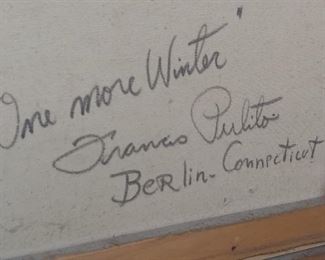 One more Winter"
Francis Pulito
Berlin-Connecticut